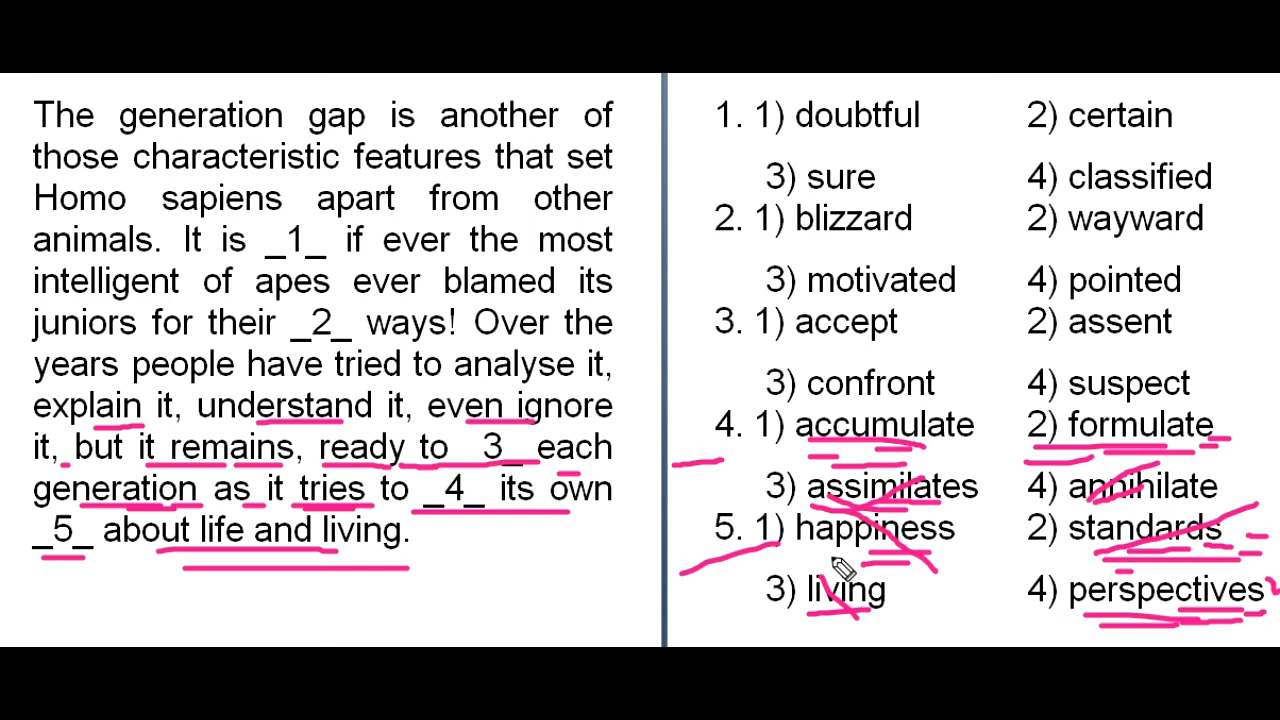 The generation gap is another of
those characteristic features that set
Homo sapiens apart from other
animals. It is _1_ if ever the most
intelligent of apes ever blamed its
juniors for their _2_ ways! Over the
years people have tried to analyse it,
explain it, understand it, even ignore
it, but it remains, ready to _3_ each
generation as it tries to _4_ its own
_5_ about life and living.
1. 1) doubtful 2) certain
3) sure 4) classified
2. 1) blizzard 2) wayward
3) motivated 4) pointed
3. 1) accept 2) assent
3) confront 4) suspect
4. 1) accumulate 2) formulate
3) assimilates 4) annihilate
5. 1) happiness 2) standards
3) living 4) perspectives